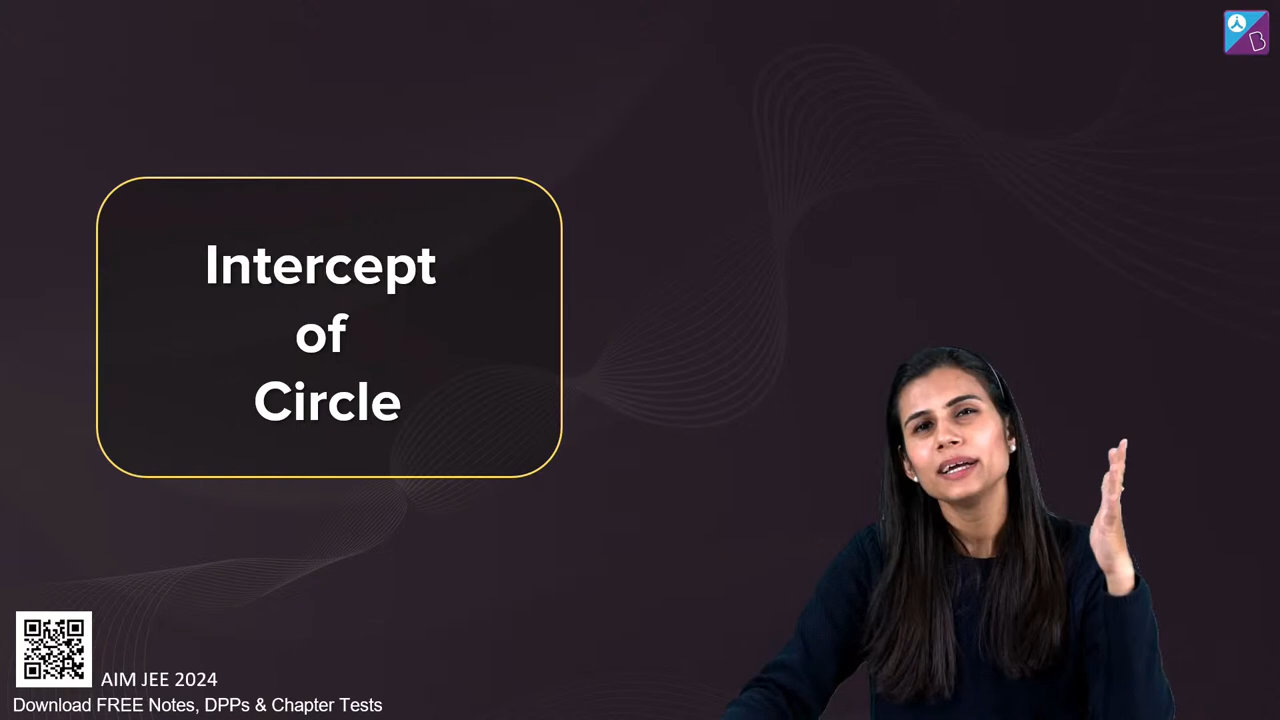 Intercept
of
Circle
AIM JEE 2024
Download FREE Notes, DPPs & Chapter Tests